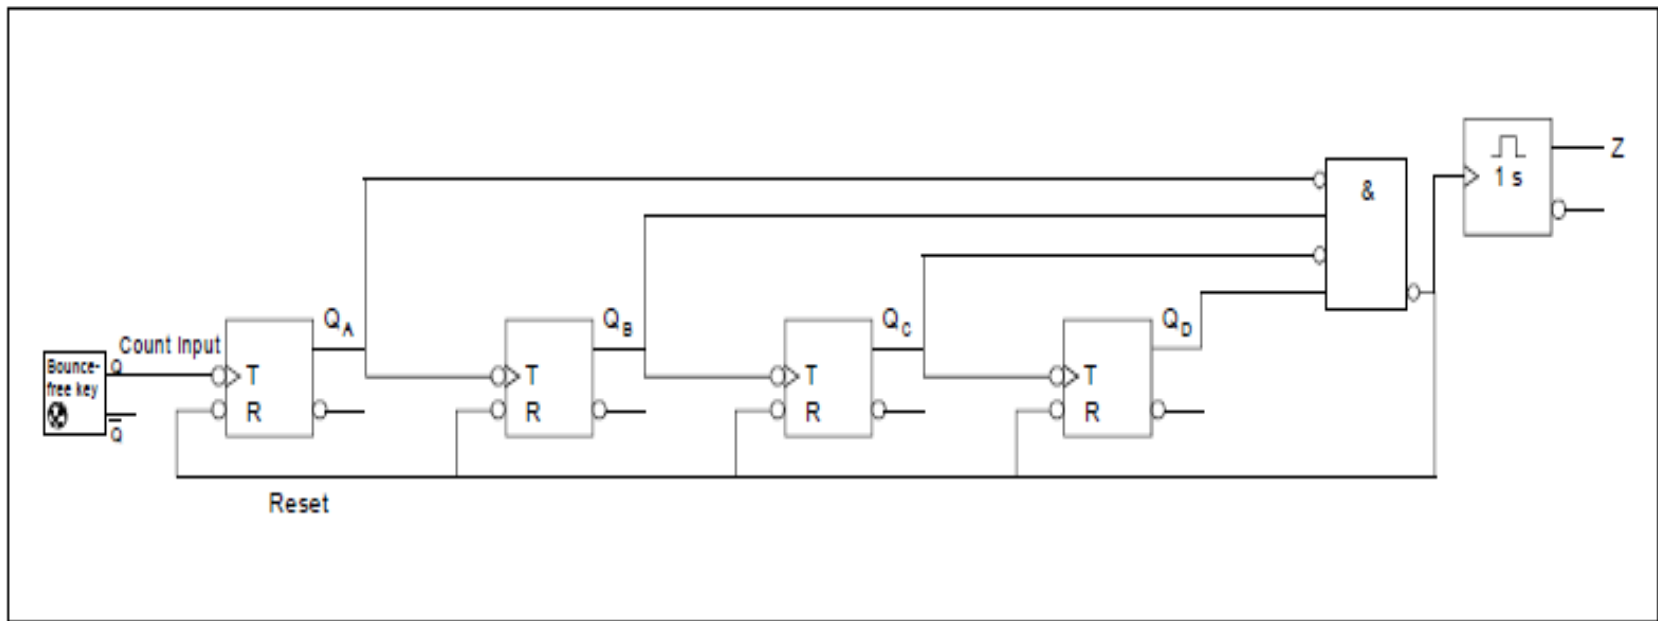 Z
1 s
&
Q_A
Q_B
Q_C
Q_D
Count Input
Bounce-
free key
Q
Q̅
T
R
T
R
T
R
T
R
Reset